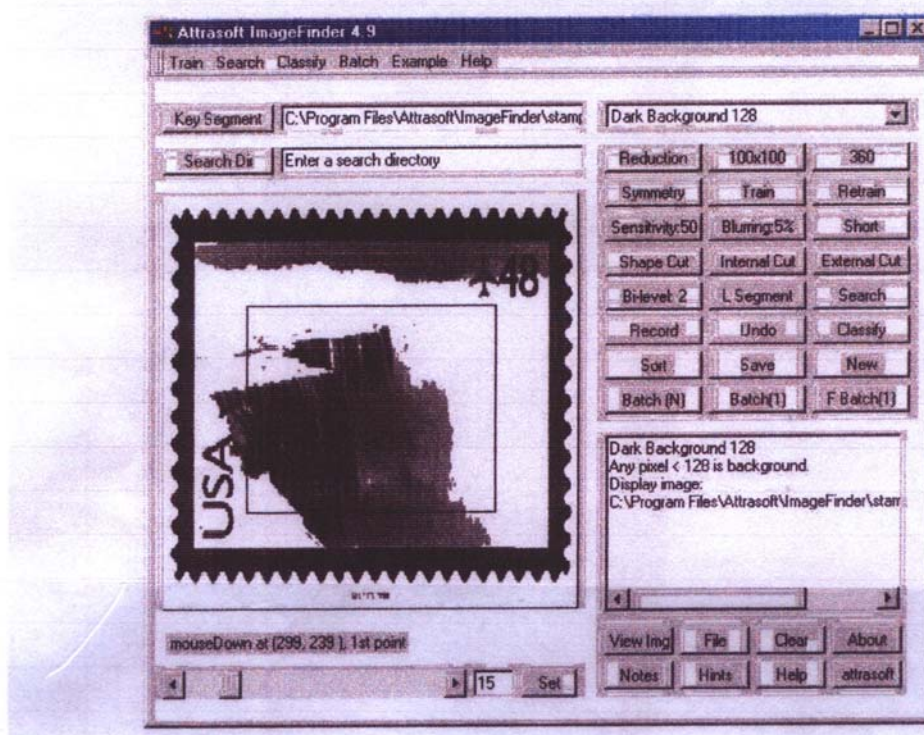 Attrasoft ImageFinder 4.9
Train Search Classify Batch Example Help
Key Segment C:\Program Files\Attrasoft\ImageFinder\stamp Dark Background 128
Search Dir Enter a search directory
Reduction 100x100 360
Symmetry Train Retrain
Sensitivity:50 Blurring:5% Short
Shape Cut Internal Cut External Cut
Bi-level: 2 L Segment Search
Record Undo Classify
Sort Save New
Batch (N) Batch(1) F Batch(1)
48
USA
Dark Background 128
Any pixel < 128 is background.
Display image:
C:\Program Files\Attrasoft\ImageFinder\stam
mouseDown at (299, 239 ), 1st point
15 Set
View Img File Clear About
Notes Hints Help attrasoft